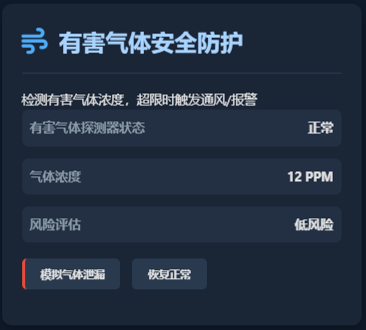 有害气体安全防护
检测有害气体浓度，超限时触发通风/报警
有害气体探测器状态 正常
气体浓度 12 PPM
风险评估 低风险
模拟气体泄漏 恢复正常